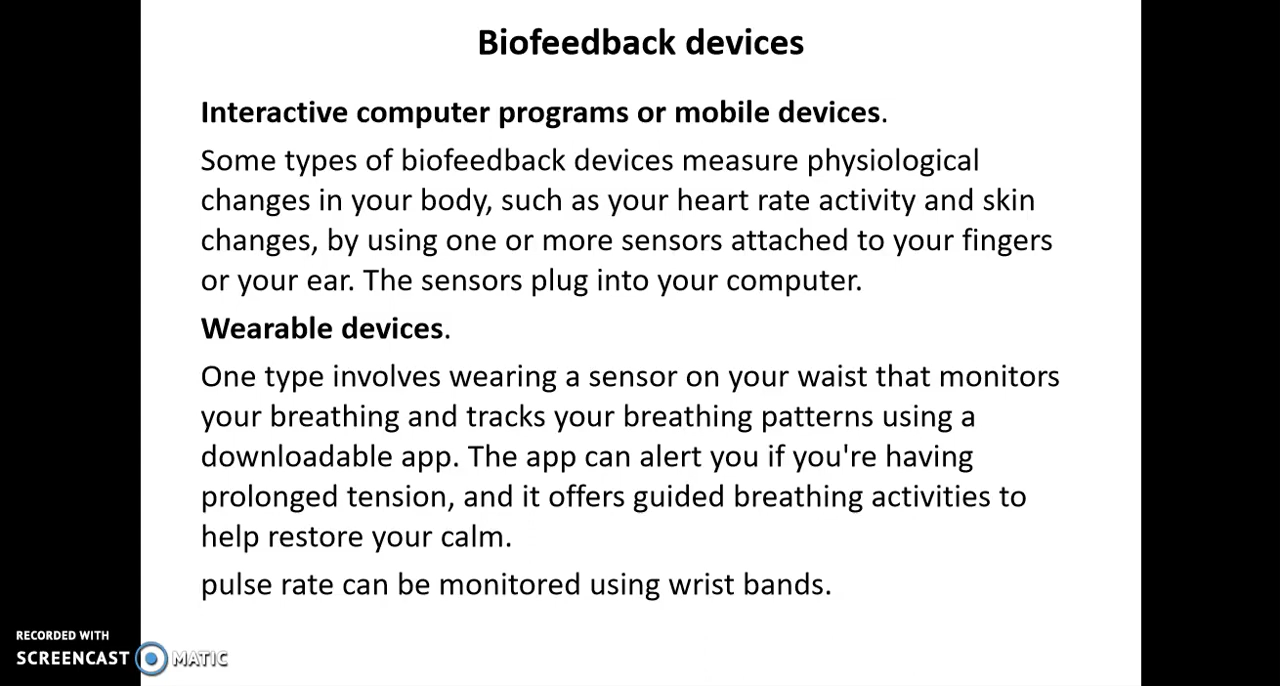 Biofeedback devices
Interactive computer programs or mobile devices.
Some types of biofeedback devices measure physiological
changes in your body, such as your heart rate activity and skin
changes, by using one or more sensors attached to your fingers
or your ear. The sensors plug into your computer.
Wearable devices.
One type involves wearing a sensor on your waist that monitors
your breathing and tracks your breathing patterns using a
downloadable app. The app can alert you if you're having
prolonged tension, and it offers guided breathing activities to
help restore your calm.
pulse rate can be monitored using wrist bands.
RECORDED WITH
SCREENCAST MATIC